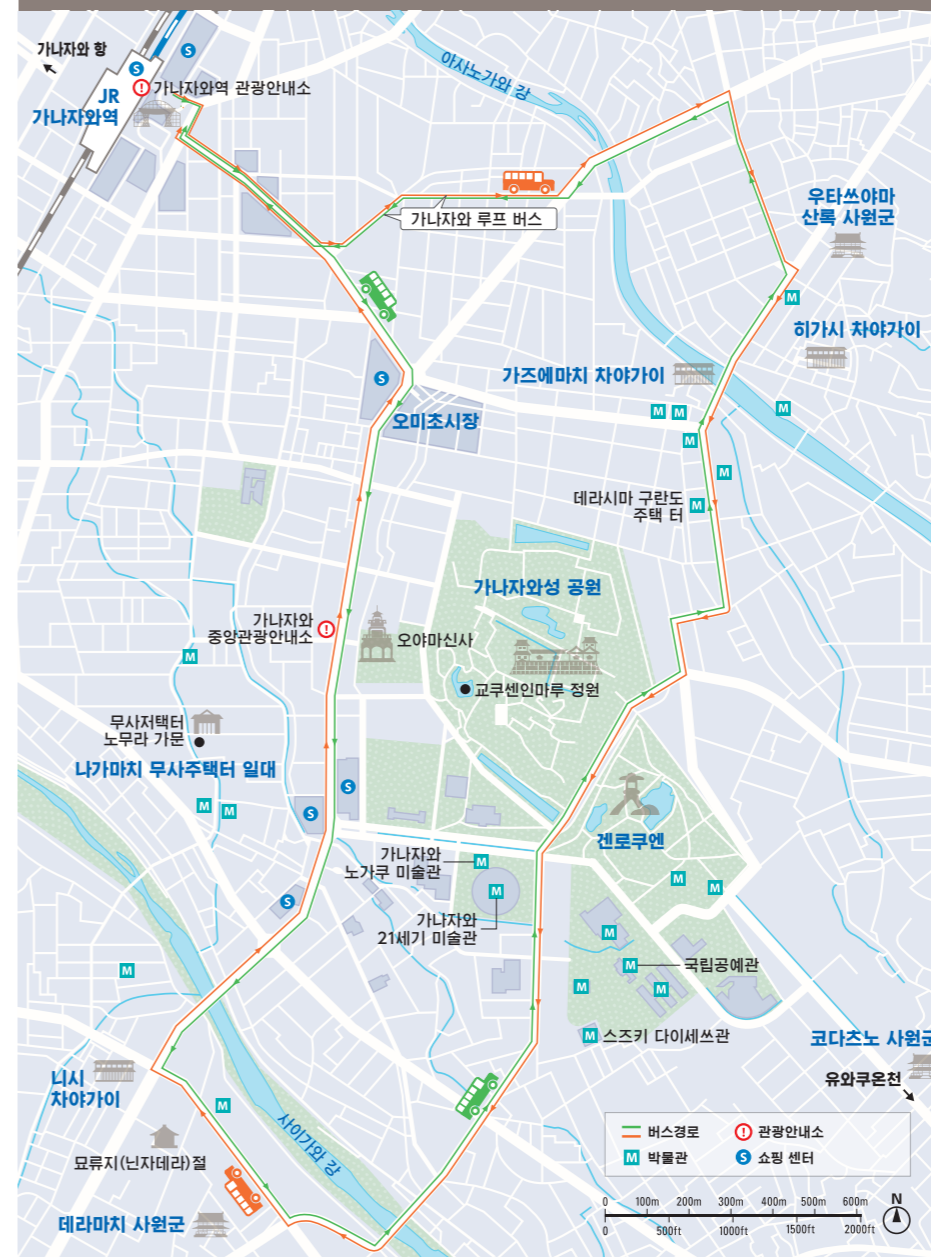 가나자와 항
JR
가나자와역
가나자와역 관광안내소
아사노가와 강
가나자와 루프 버스
우타쓰야마
산록 사원군
히가시 차야가이
가즈에마치 차야가이
오미초시장
데라시마 구란도
주택 터
가나자와성 공원
가나자와
중앙관광안내소
오야마신사
교쿠센인마루 정원
무사저택터
노무라 가문
나가마치 무사주택터 일대
겐로쿠엔
가나자와
노가쿠 미술관
가나자와
21세기 미술관
국립공예관
스즈키 다이세쓰관
코다츠노 사원군
유와쿠온천
니시
차야가이
묘류지(닌자데라)절
사이가와 강
데라마치 사원군
버스경로
관광안내소
M 박물관
S 쇼핑 센터
0 100m 200m 300m 400m 500m 600m
0 500ft 1000ft 1500ft 2000ft
N